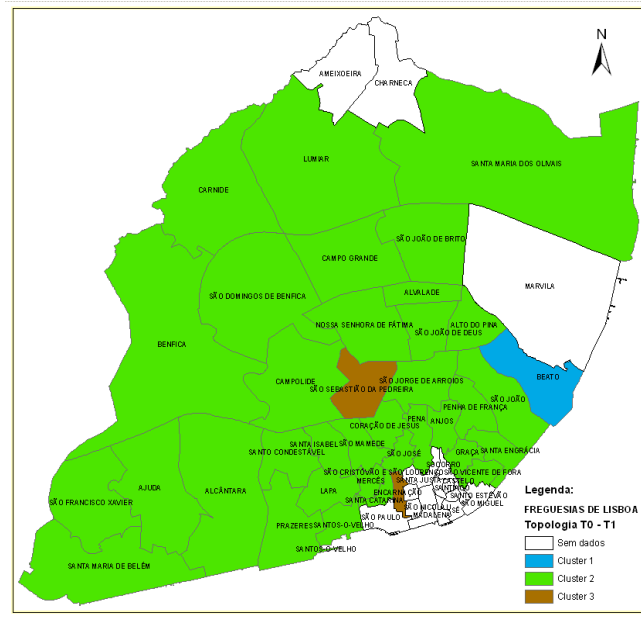 N
AMEIXOEIRA
CHARNECA
LUMIAR
SANTA MARIA DOS OLIVAIS
CARNIDE
SÃO JOÃO DE BRITO
CAMPO GRANDE
MARVILA
SÃO DOMINGOS DE BENFICA
ALVALADE
NOSSA SENHORA DE FÁTIMA
ALTO DO PINA
SÃO JOÃO DE DEUS
BENFICA
BEATO
CAMPOLIDE
SÃO JORGE DE ARROIOS
SÃO SEBASTIÃO DA PEDREIRA
SÃO JOÃO
PENHA DE FRANÇA
PENA
ANJOS
CORAÇÃO DE JESUS
SANTA ISABEL
SÃO MAMEDE
SANTO CONDESTÁVEL
SÃO JOSÉ
GRAÇA
SANTA ENGRÁCIA
SOCORRO
SÃO CRISTÓVÃO E SÃO LOURENÇO
SÃO VICENTE DE FORA
MERCÊS
SANTA JUSTA
CASTELO
SANTIAGO
AJUDA
ALCÂNTARA
LAPA
ENCARNAÇÃO
SANTO ESTEVÃO
SANTA CATARINA
SÃO MIGUEL
SÃO FRANCISCO XAVIER
SÃO NICOLAU
SÉ
SÃO PAULO
MADALENA
PRAZERES
SANTOS-O-VELHO
SANTOS-O-VELHO
SANTA MARIA DE BELÉM
Legenda:
FREGUESIAS DE LISBOA
Topologia T0 - T1
Sem dados
Cluster 1
Cluster 2
Cluster 3